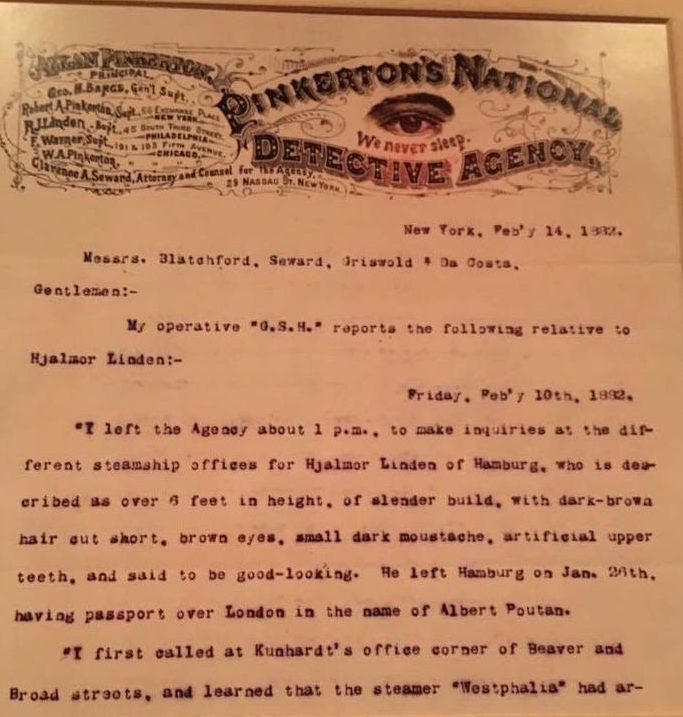 ALLAN PINKERTON,
PRINCIPAL.
Geo. H. Bangs, Gen'l Supt.
Robert A. Pinkerton, Supt., 66 Exchange Place
NEW YORK.
R.J. Linden, Supt., 45 South Third Street,
PHILADELPHIA.
F. Warner, Supt., 191 & 193 Fifth Avenue,
W.A. Pinkerton, " CHICAGO.
Clarence A. Seward, Attorney and Counsel for the Agency,
29 NASSAU ST. NEW YORK.
PINKERTON'S NATIONAL
We never sleep.
DETECTIVE AGENCY.
New York, Feb'y 14, 1882.
Messrs. Blatchford, Seward, Griswold & Da Costa,
Gentlemen:-
My operative "G.S.H." reports the following relative to
Hjalmor Linden:-
Friday, Feb'y 10th, 1882.
"I left the Agency about 1 p.m., to make inquiries at the dif-
ferent steamship offices for Hjalmor Linden of Hamburg, who is des-
cribed as over 6 feet in height, of slender build, with dark-brown
hair cut short, brown eyes, small dark moustache, artificial upper
teeth, and said to be good-looking. He left Hamburg on Jan. 26th,
having passport over London in the name of Albert Poutan.
"I first called at Kunhardt's office corner of Beaver and
Broad streets, and learned that the steamer "Westphalia" had ar-